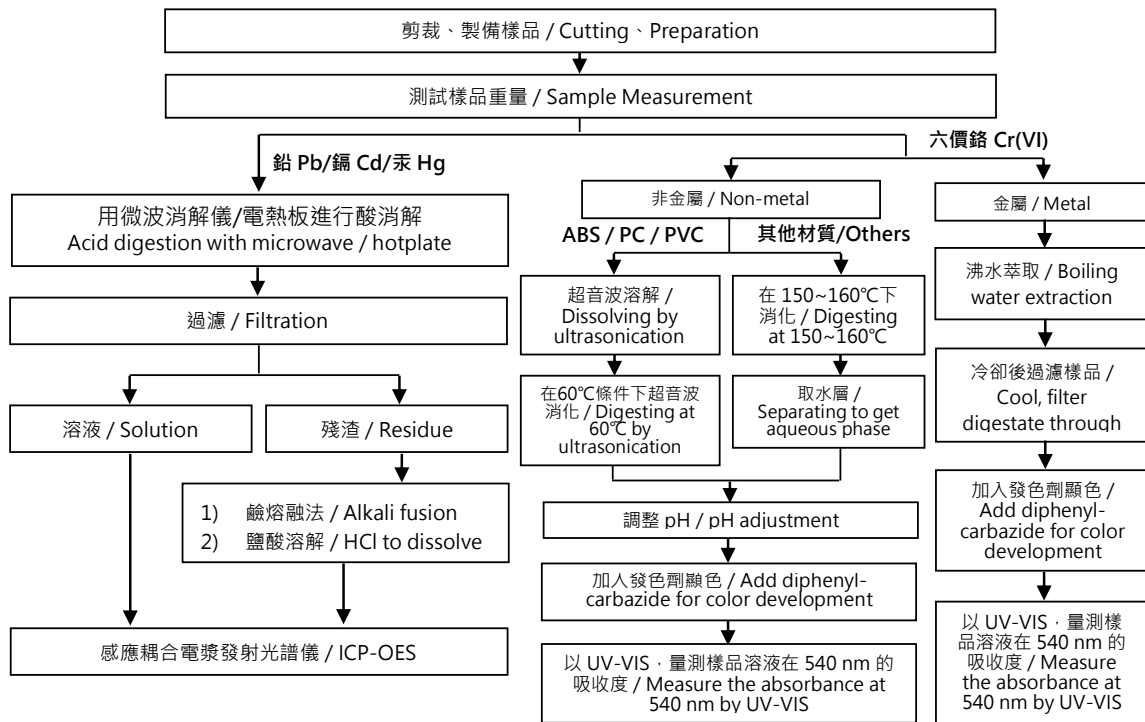 剪裁、製備樣品 / Cutting、Preparation
測試樣品重量 / Sample Measurement
鉛 Pb/鎘 Cd/汞 Hg
用微波消解儀/電熱板進行酸消解
Acid digestion with microwave / hotplate
過濾 / Filtration
溶液 / Solution
殘渣 / Residue
1) 鹼熔融法 / Alkali fusion
2) 鹽酸溶解 / HCl to dissolve
感應耦合電漿發射光譜儀 / ICP-OES
六價鉻 Cr(VI)
非金屬 / Non-metal
ABS / PC / PVC
其他材質/Others
超音波溶解 /
Dissolving by
ultrasonication
在60℃條件下超音波
消化 / Digesting at
60℃ by
ultrasonication
在 150~160℃下
消化 / Digesting
at 150~160℃
取水層 /
Separating to get
aqueous phase
調整 pH / pH adjustment
加入發色劑顯色 / Add diphenyl-
carbazide for color development
以 UV-VIS，量測樣品溶液在 540 nm 的
吸收度 / Measure the absorbance at
540 nm by UV-VIS
金屬 / Metal
沸水萃取 / Boiling
water extraction
冷卻後過濾樣品 /
Cool, filter
digestate through
加入發色劑顯色 /
Add diphenyl-
carbazide for color
development
以 UV-VIS，量測樣
品溶液在 540 nm 的
吸收度 / Measure
the absorbance at
540 nm by UV-VIS